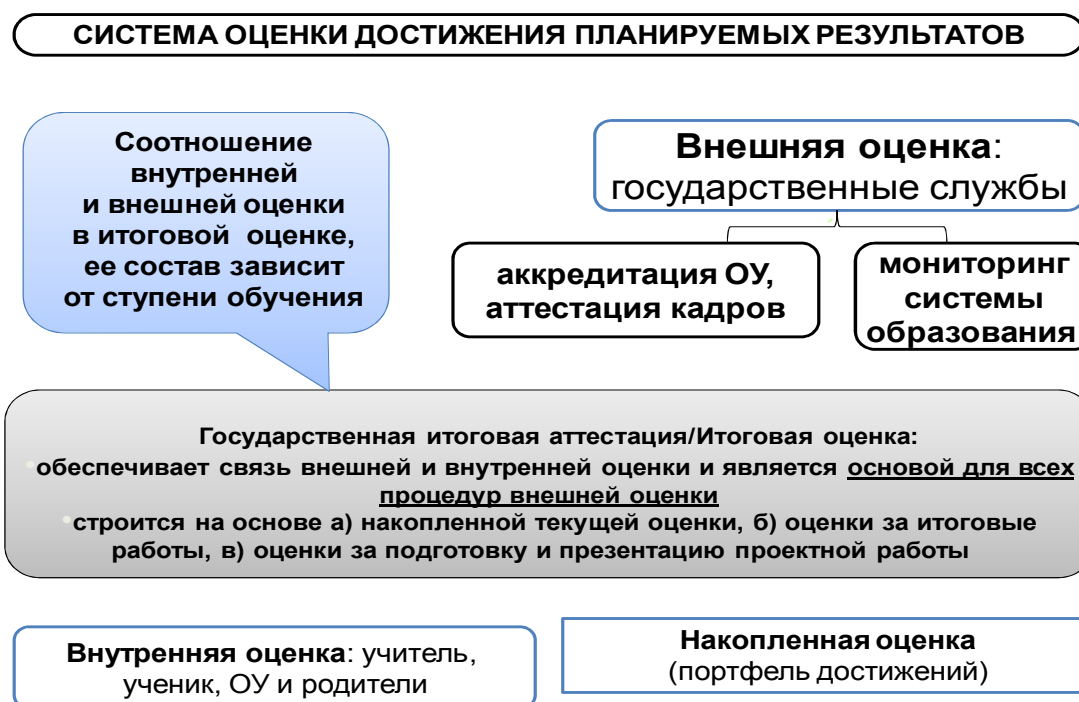 СИСТЕМА ОЦЕНКИ ДОСТИЖЕНИЯ ПЛАНИРУЕМЫХ РЕЗУЛЬТАТОВ
Соотношение
внутренней
и внешней оценки
в итоговой оценке,
ее состав зависит
от ступени обучения
Внешняя оценка:
государственные службы
аккредитация ОУ,
аттестация кадров
мониторинг
системы
образования
Государственная итоговая аттестация/Итоговая оценка:
•обеспечивает связь внешней и внутренней оценки и является основой для всех
процедур внешней оценки
•строится на основе а) накопленной текущей оценки, б) оценки за итоговые
работы, в) оценки за подготовку и презентацию проектной работы
Внутренняя оценка: учитель,
ученик, ОУ и родители
Накопленная оценка
(портфель достижений)